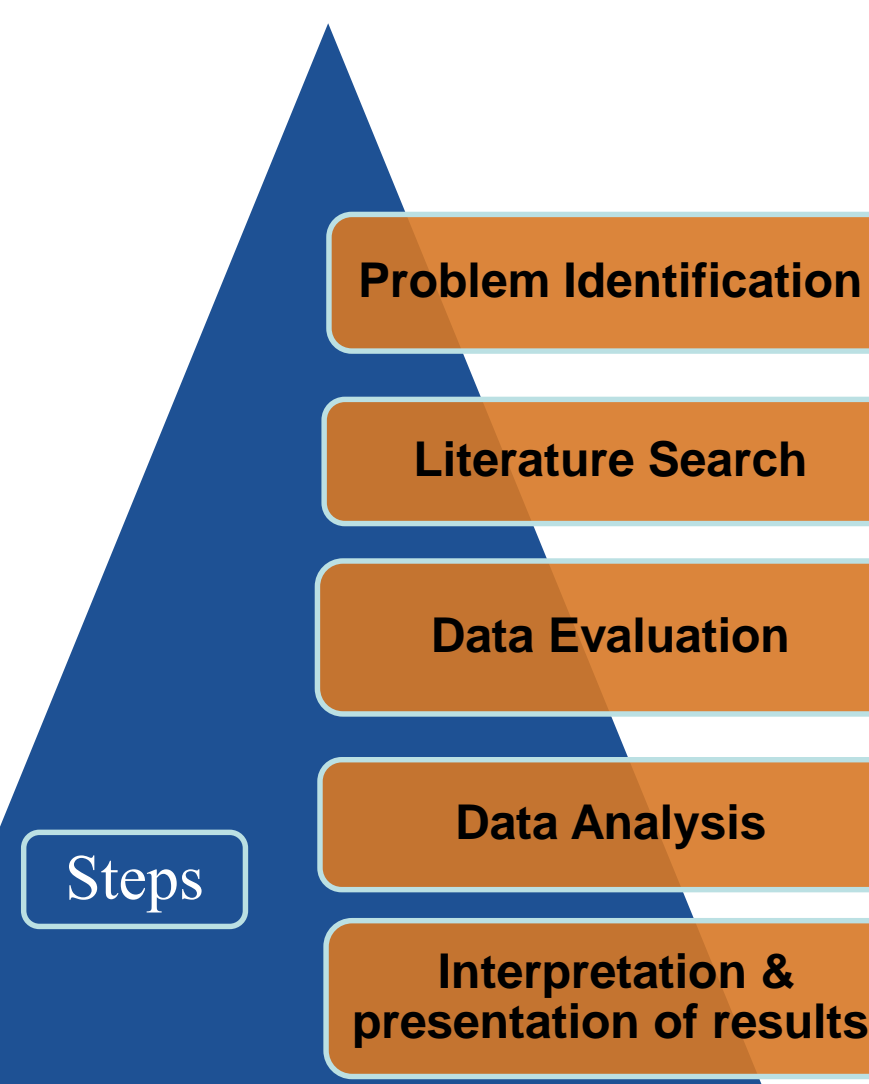 Problem Identification
Literature Search
Data Evaluation
Data Analysis
Steps
Interpretation &
presentation of results